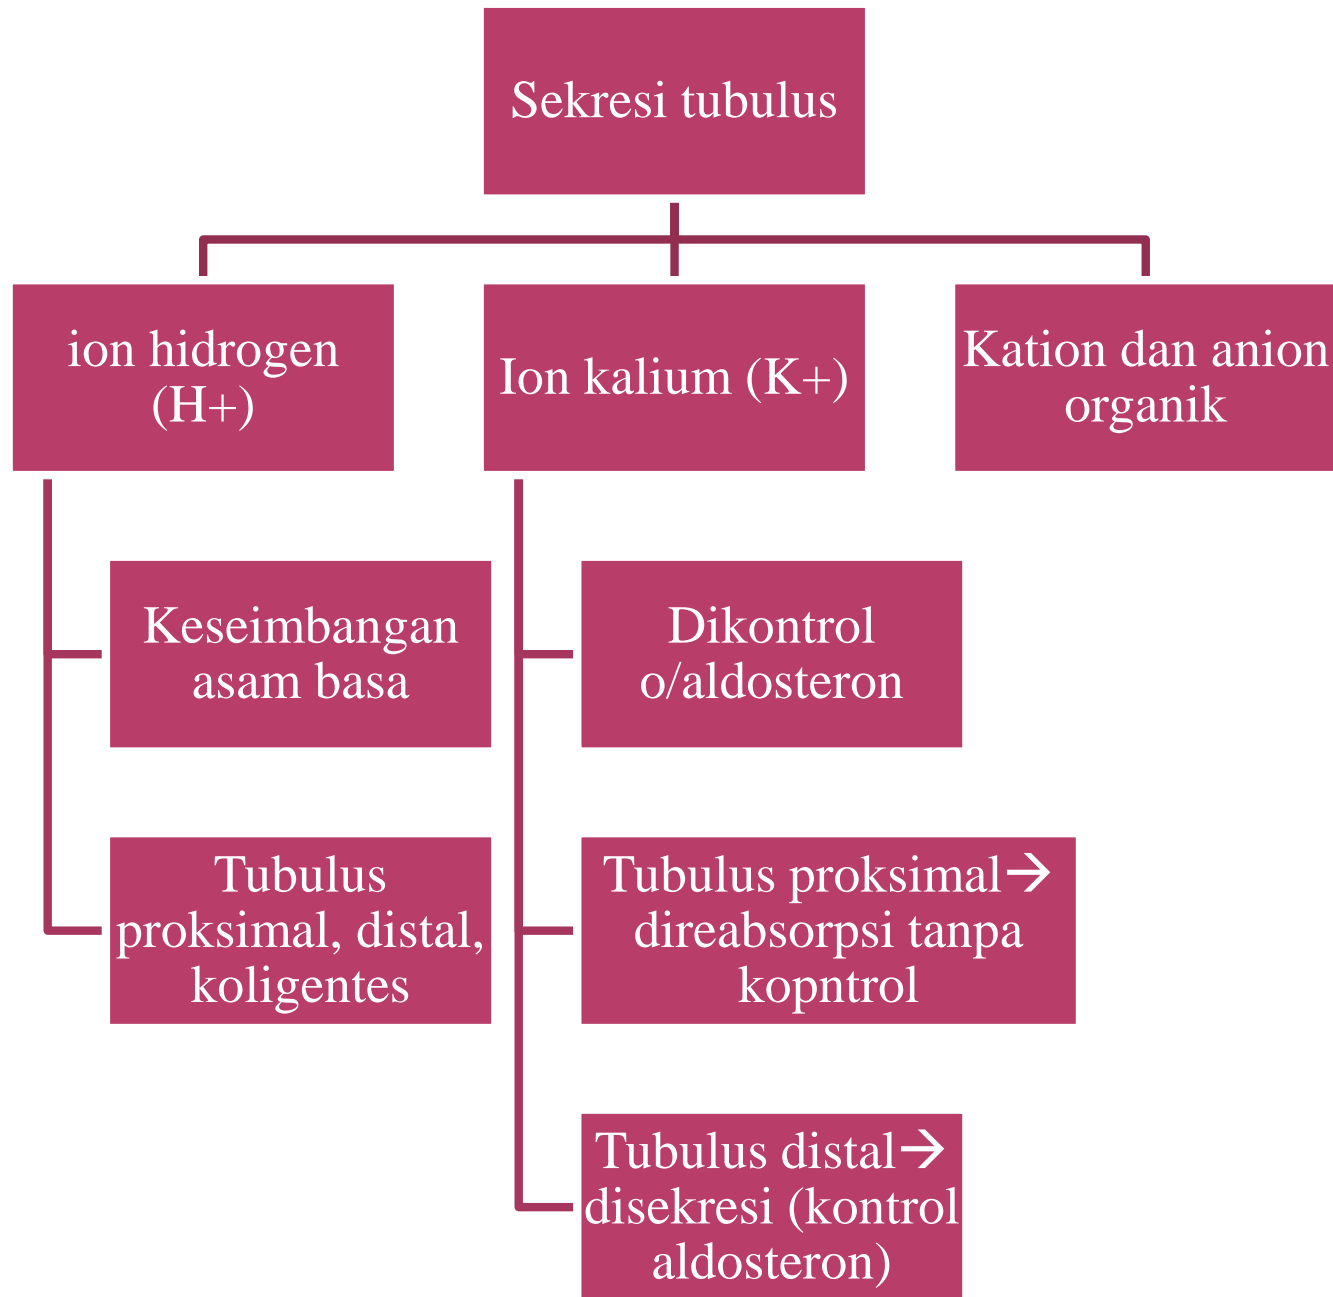 Sekresi tubulus
ion hidrogen
(H+)
Ion kalium (K+)
Kation dan anion
organik
Keseimbangan
asam basa
Tubulus
proksimal, distal,
koligentes
Dikontrol
o/aldosteron
Tubulus proksimal→
direabsorpsi tanpa
kopntrol
Tubulus distal→
disekresi (kontrol
aldosteron)